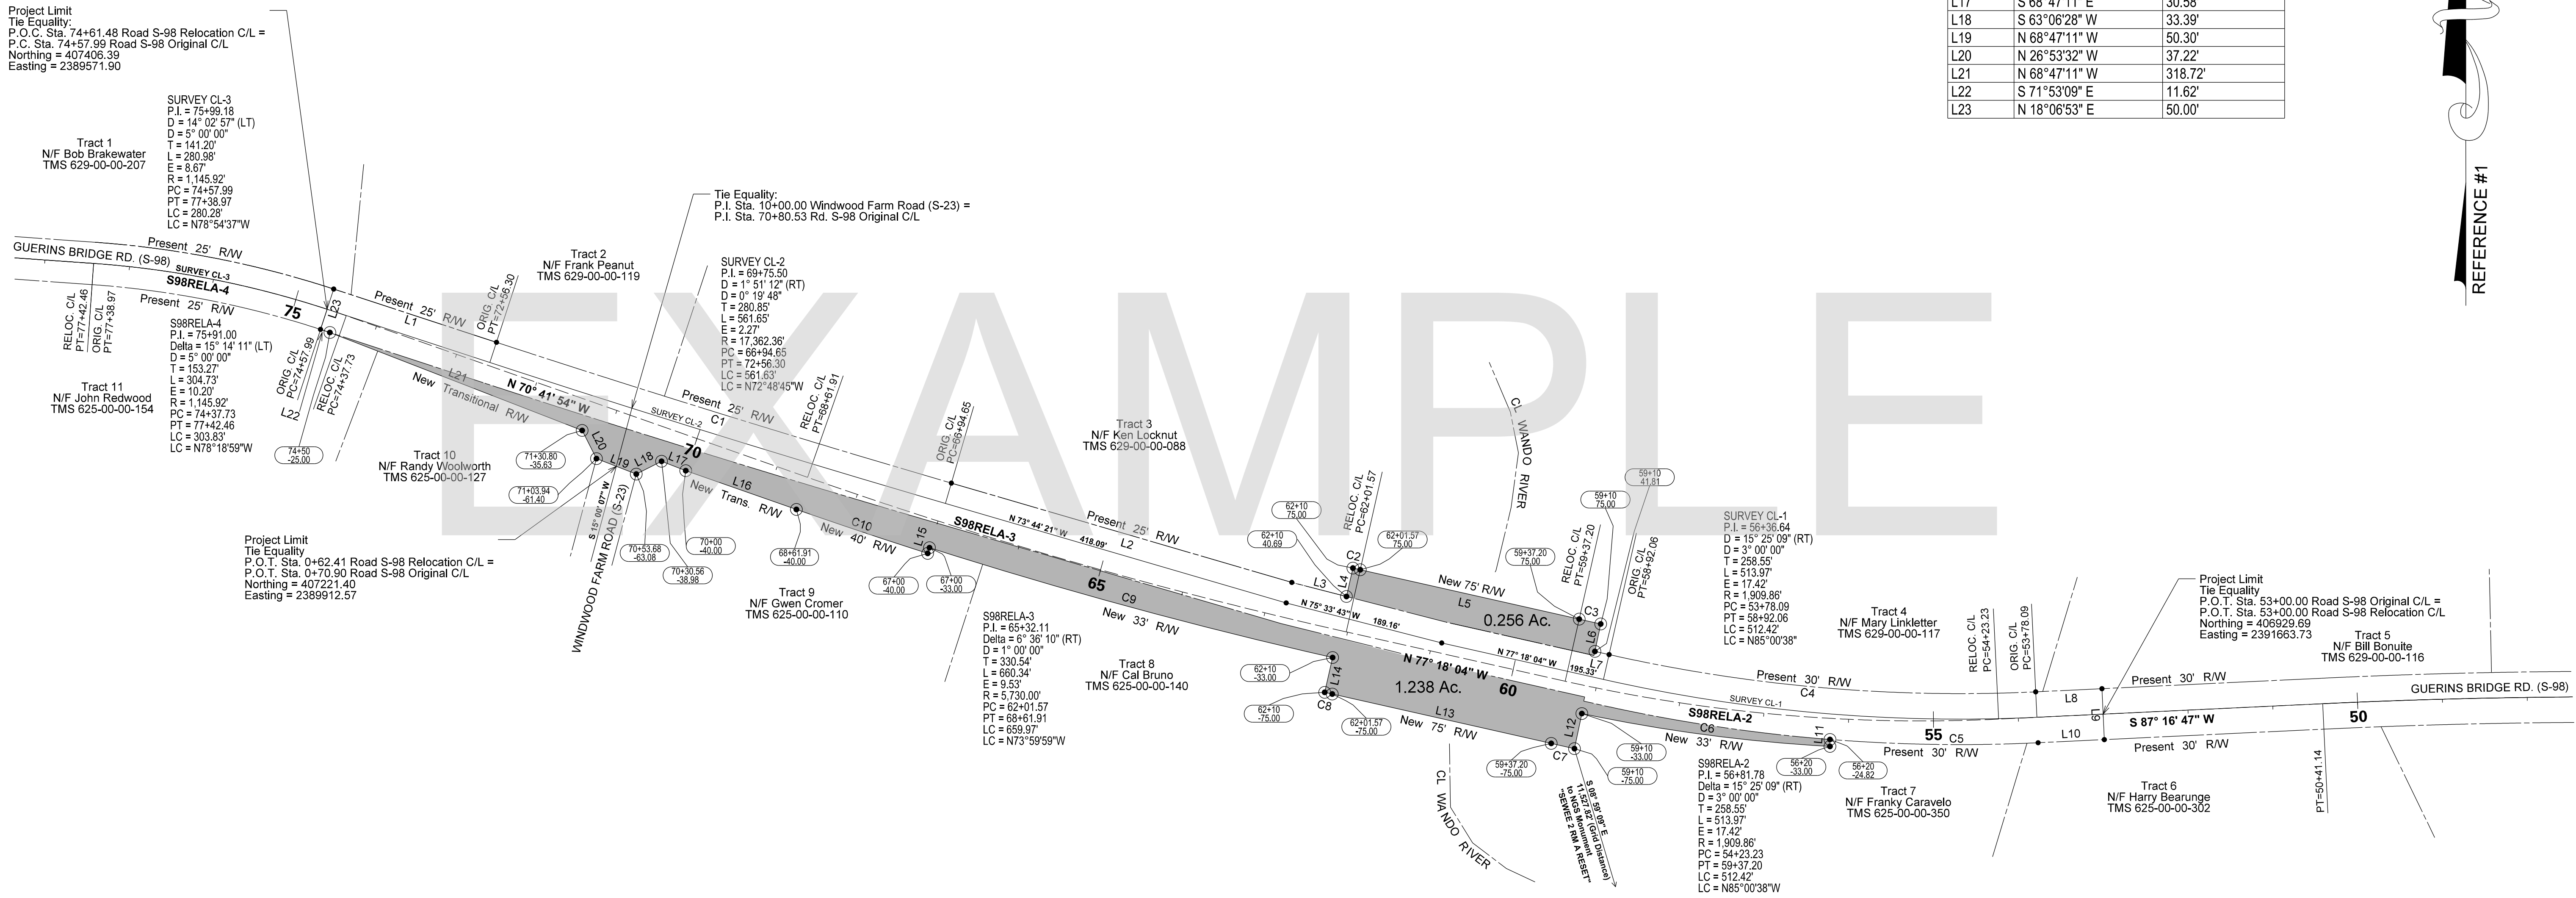 Project Limit
Tie Equality:
P.O.C. Sta. 74+61.48 Road S-98 Relocation C/L =
P.C. Sta. 74+57.99 Road S-98 Original C/L
Northing = 407406.39
Easting = 2389571.90
L17 S 68°47'11" E 30.58'
L18 S 63°06'28" W 33.39'
L19 N 68°47'11" W 50.30'
L20 N 26°53'32" W 37.22'
L21 N 68°47'11" W 318.72'
L22 S 71°53'09" E 11.62'
L23 N 18°06'53" E 50.00'
REFERENCE #1
Tract 1
N/F Bob Brakewater
TMS 629-00-00-207
SURVEY CL-3
P.I. = 75+99.18
D = 14° 02' 57" (LT)
D = 5° 00' 00"
T = 141.20'
L = 280.98'
E = 8.67'
R = 1,145.92'
PC = 74+57.99
PT = 77+38.97
LC = 280.28'
LC = N78°54'37"W
Tie Equality:
P.I. Sta. 10+00.00 Windwood Farm Road (S-23) =
P.I. Sta. 70+80.53 Rd. S-98 Original C/L
Tract 2
N/F Frank Peanut
TMS 629-00-00-119
SURVEY CL-2
P.I. = 69+75.50
D = 1° 51' 12" (RT)
D = 0° 19' 48"
T = 280.85'
L = 561.65'
E = 2.27'
R = 17,362.36'
PC = 66+94.65
PT = 72+56.30
LC = 561.63'
LC = N72°48'45"W
Present 25' R/W
GUERINS BRIDGE RD. (S-98)
SURVEY CL-3
S98RELA-4
Present 25' R/W
RELOC. C/L
PT=77+42.46
ORIG. C/L
PT=77+38.97
75
L23
Present 25' R/W
L1
ORIG. C/L
PT=72+56.30
S98RELA-4
P.I. = 75+91.00
Delta = 15° 14' 11" (LT)
D = 5° 00' 00"
T = 153.27'
L = 304.73'
E = 10.20'
R = 1,145.92'
PC = 74+37.73
PT = 77+42.46
LC = 303.83'
LC = N78°18'59"W
ORIG. C/L
PC=74+57.99
L22
RELOC. C/L
PC=74+37.73
74+50
-25.00
Tract 11
N/F John Redwood
TMS 625-00-00-154
L21
New Transitional R/W
N 70° 41' 54" W
SURVEY CL-2
Present 25' R/W
C1
RELOC. C/L
PT=68+61.91
ORIG. C/L
PC=66+94.65
Tract 3
N/F Ken Locknut
TMS 629-00-00-088
Tract 10
N/F Randy Woolworth
TMS 625-00-00-127
71+30.80
-35.63
71+03.94
-61.40
L20
L19
L18
L17
70
L16
New Trans. R/W
S 15° 00' 07" W
WINDWOOD FARM ROAD (S-23)
70+53.68
-63.08
70+30.56
-38.98
70+00
-40.00
68+61.91
-40.00
C10
New 40' R/W
L15
67+00
-40.00
67+00
-33.00
Project Limit
Tie Equality
P.O.T. Sta. 0+62.41 Road S-98 Relocation C/L =
P.O.T. Sta. 0+70.90 Road S-98 Original C/L
Northing = 407221.40
Easting = 2389912.57
Tract 9
N/F Gwen Cromer
TMS 625-00-00-110
S98RELA-3
N 73° 44' 21" W
418.09'
Present 25' R/W
L2
65
C9
New 33' R/W
S98RELA-3
P.I. = 65+32.11
Delta = 6° 36' 10" (RT)
D = 1° 00' 00"
T = 330.54'
L = 660.34'
E = 9.53'
R = 5,730.00'
PC = 62+01.57
PT = 68+61.91
LC = 659.97'
LC = N73°59'59"W
Tract 8
N/F Cal Bruno
TMS 625-00-00-140
62+10
75.00
62+10
40.69
RELOC. C/L
PC=62+01.57
62+01.57
75.00
C2
L4
L3
N 75° 33' 43" W
189.16'
New 75' R/W
L5
0.256 Ac.
CL WANDO RIVER
59+37.20
75.00
59+10
75.00
59+10
41.81
RELOC. C/L
PT=59+37.20
ORIG. C/L
PT=58+92.06
C3
L6
L7
N 77° 18' 04" W
195.33'
N 77° 18' 04" W
60
1.238 Ac.
62+10
-33.00
62+10
-75.00
L14
C8
62+01.57
-75.00
L13
New 75' R/W
L12
C7
59+37.20
-75.00
59+10
-33.00
59+10
-75.00
CL WANDO RIVER
S 08° 59' 09" E
11,527.82' (Grid Distance)
to NGS Monument
"SEWEE 2 RM A RESET"
SURVEY CL-1
P.I. = 56+36.64
D = 15° 25' 09" (RT)
D = 3° 00' 00"
T = 258.55'
L = 513.97'
E = 17.42'
R = 1,909.86'
PC = 53+78.09
PT = 58+92.06
LC = 512.42'
LC = N85°00'38"
Tract 4
N/F Mary Linkletter
TMS 629-00-00-117
Present 30' R/W
C4
SURVEY CL-1
S98RELA-2
C6
New 33' R/W
L11
56+20
-33.00
56+20
-24.82
S98RELA-2
P.I. = 56+81.78
Delta = 15° 25' 09" (RT)
D = 3° 00' 00"
T = 258.55'
L = 513.97'
E = 17.42'
R = 1,909.86'
PC = 54+23.23
PT = 59+37.20
LC = 512.42'
LC = N85°00'38"W
Tract 7
N/F Franky Caravelo
TMS 625-00-00-350
55
C5
Present 30' R/W
RELOC. C/L
PC=54+23.23
ORIG. C/L
PC=53+78.09
Project Limit
Tie Equality
P.O.T. Sta. 53+00.00 Road S-98 Original C/L =
P.O.T. Sta. 53+00.00 Road S-98 Relocation C/L
Northing = 406929.69
Easting = 2391663.73
Tract 5
N/F Bill Bonuite
TMS 629-00-00-116
L8
L9
L10
Present 30' R/W
GUERINS BRIDGE RD. (S-98)
S 87° 16' 47" W
50
Present 30' R/W
PT=50+41.14
Tract 6
N/F Harry Bearunge
TMS 625-00-00-302
EXAMPLE